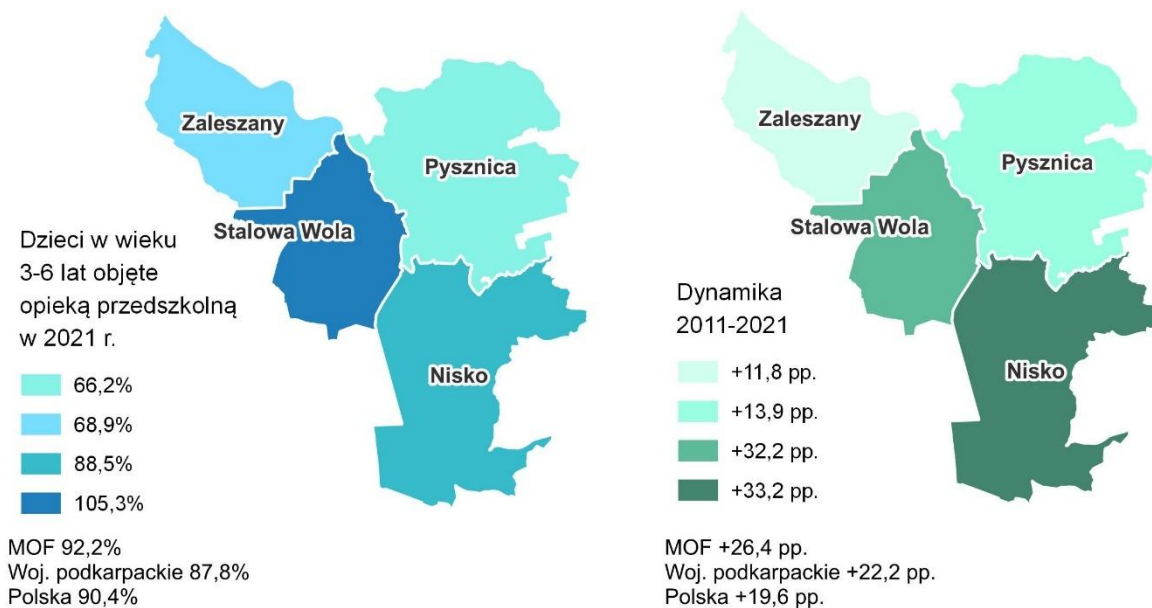 Zaleszany
Pysznica
Stalowa Wola
Nisko
Dzieci w wieku
3-6 lat objęte
opieką przedszkolną
w 2021 r.
66,2%
68,9%
88,5%
105,3%
MOF 92,2%
Woj. podkarpackie 87,8%
Polska 90,4%
Zaleszany
Pysznica
Stalowa Wola
Nisko
Dynamika
2011-2021
+11,8 pp.
+13,9 pp.
+32,2 pp.
+33,2 pp.
MOF +26,4 pp.
Woj. podkarpackie +22,2 pp.
Polska +19,6 pp.